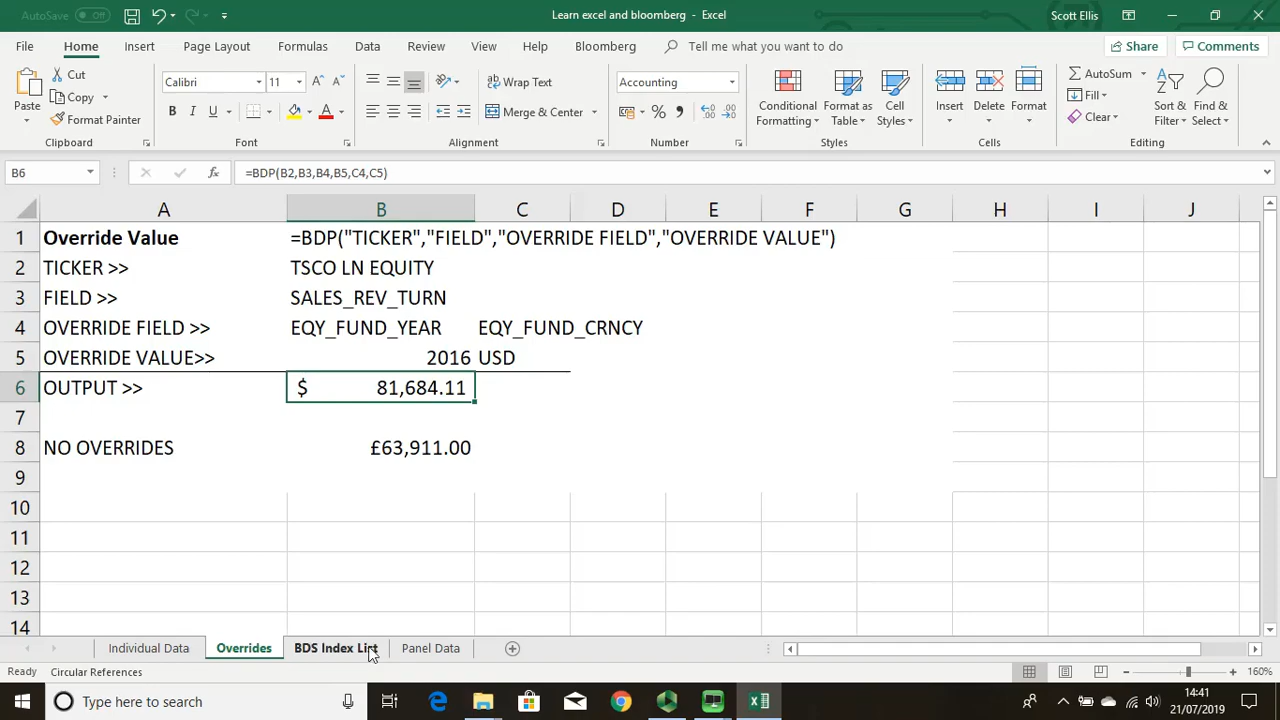 AutoSave Off
Learn excel and bloomberg - Excel
Scott Ellis
File Home Insert Page Layout Formulas Data Review View Help Bloomberg Tell me what you want to do Share Comments
Paste Cut Copy Format Painter
Calibri 11
B I U A
Wrap Text
Merge & Center
Accounting
%
Conditional Formatting
Format as Table
Cell Styles
Insert Delete Format
AutoSum
Fill
Clear
Sort & Filter
Find & Select
Clipboard Font Alignment Number Styles Cells Editing
B6 fx =BDP(B2,B3,B4,B5,C4,C5)
A B C D E F G H I J
1 Override Value =BDP("TICKER","FIELD","OVERRIDE FIELD","OVERRIDE VALUE")
2 TICKER >> TSCO LN EQUITY
3 FIELD >> SALES_REV_TURN
4 OVERRIDE FIELD >> EQY_FUND_YEAR EQY_FUND_CRNCY
5 OVERRIDE VALUE>> 2016 USD
6 OUTPUT >> $ 81,684.11
7
8 NO OVERRIDES £63,911.00
9
10
11
12
13
14
Individual Data Overrides BDS Index List Panel Data
Ready Circular References 160%
Type here to search
14:41
21/07/2019